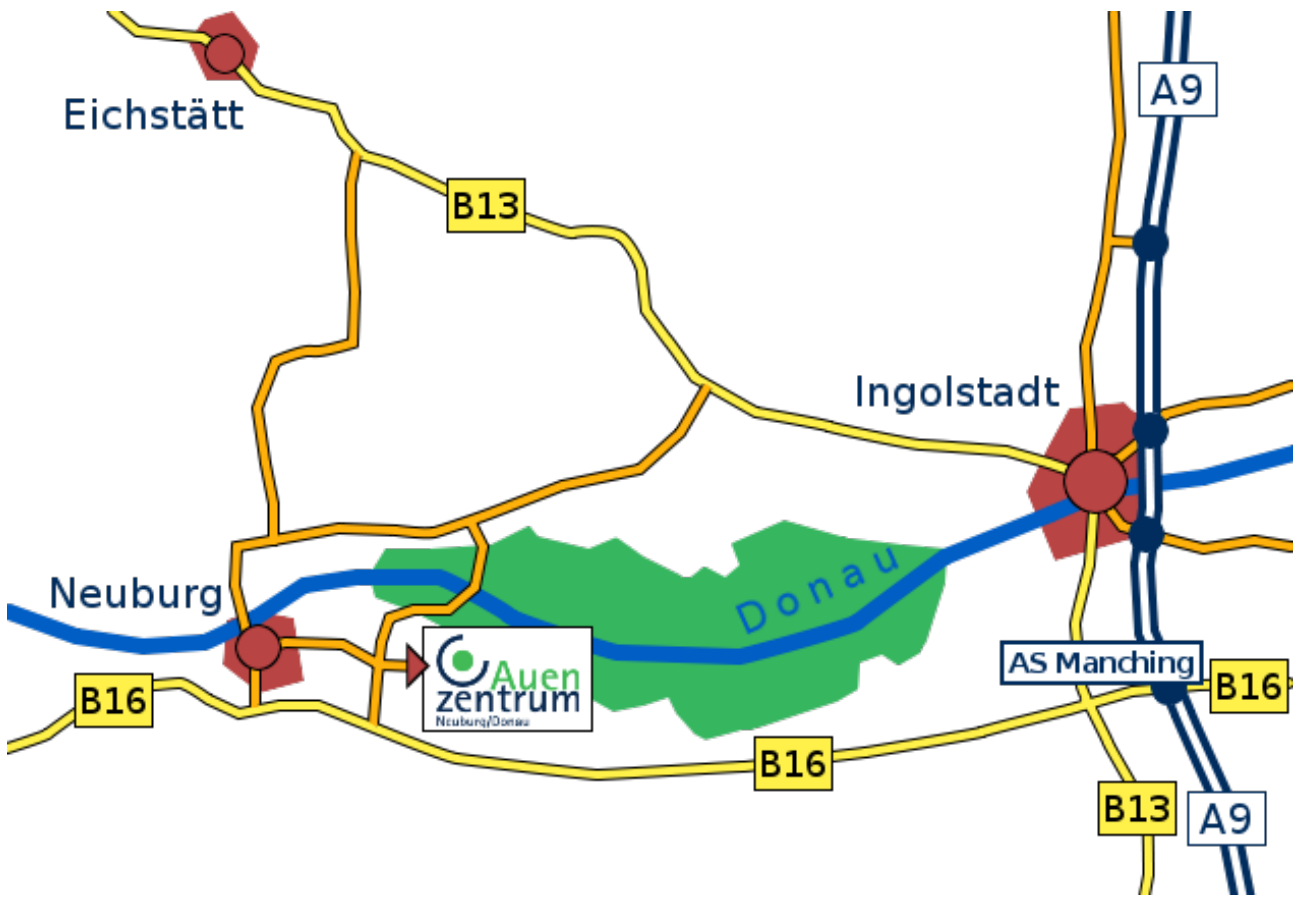 A9
Eichstätt
B13
Ingolstadt
Donau
Neuburg
Auen
zentrum
Neuburg/Donau
AS Manching
B16
B16
B16
B13
A9